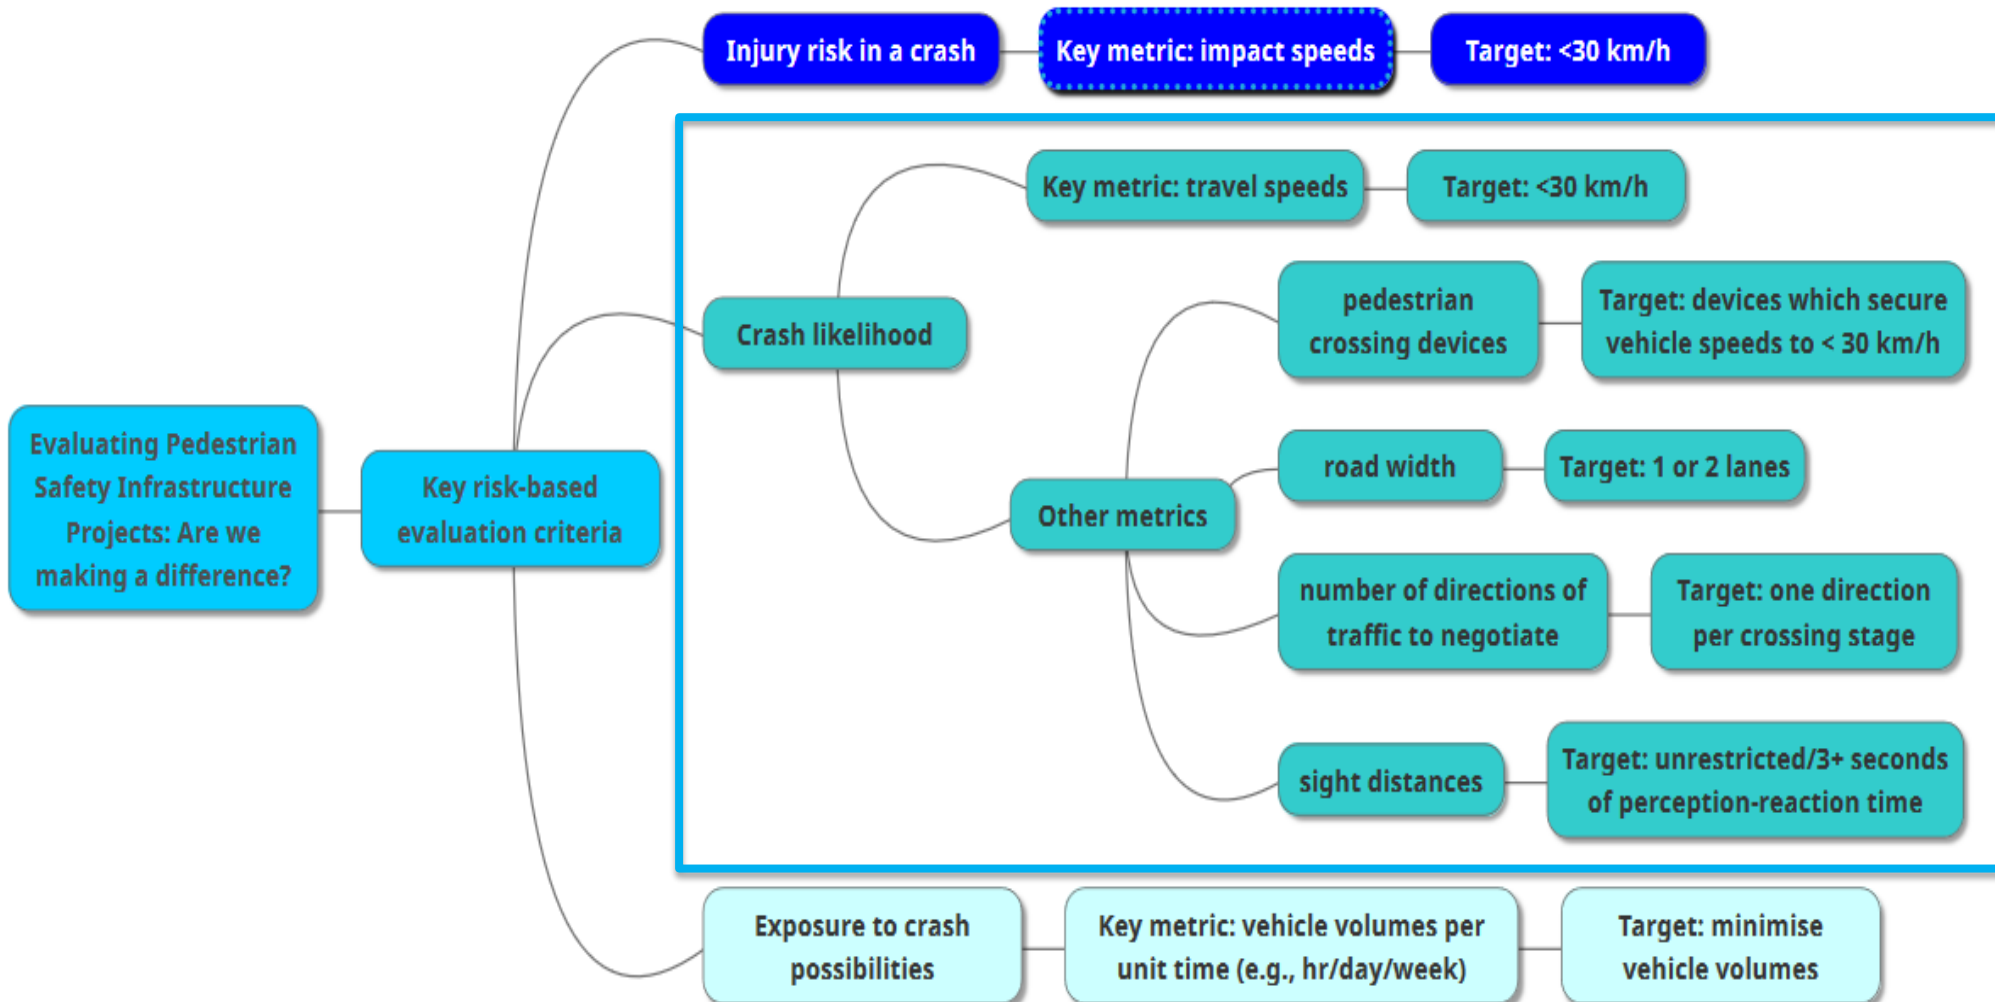 Injury risk in a crash
Key metric: impact speeds
Target: <30 km/h
Key metric: travel speeds
Target: <30 km/h
pedestrian
crossing devices
Target: devices which secure
vehicle speeds to < 30 km/h
Crash likelihood
Evaluating Pedestrian
Safety Infrastructure
Projects: Are we
making a difference?
Key risk-based
evaluation criteria
road width
Target: 1 or 2 lanes
Other metrics
number of directions of
traffic to negotiate
Target: one direction
per crossing stage
sight distances
Target: unrestricted/3+ seconds
of perception-reaction time
Exposure to crash
possibilities
Key metric: vehicle volumes per
unit time (e.g., hr/day/week)
Target: minimise
vehicle volumes